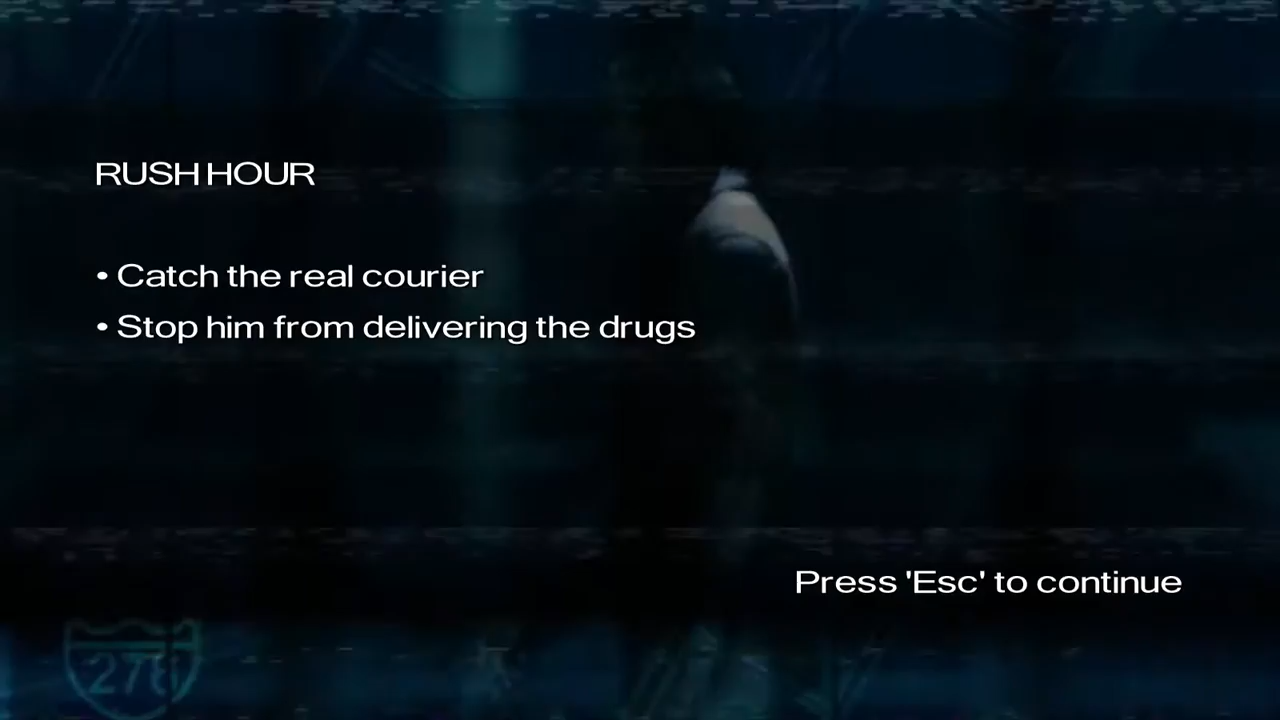 RUSH HOUR
• Catch the real courier
• Stop him from delivering the drugs
Press 'Esc' to continue